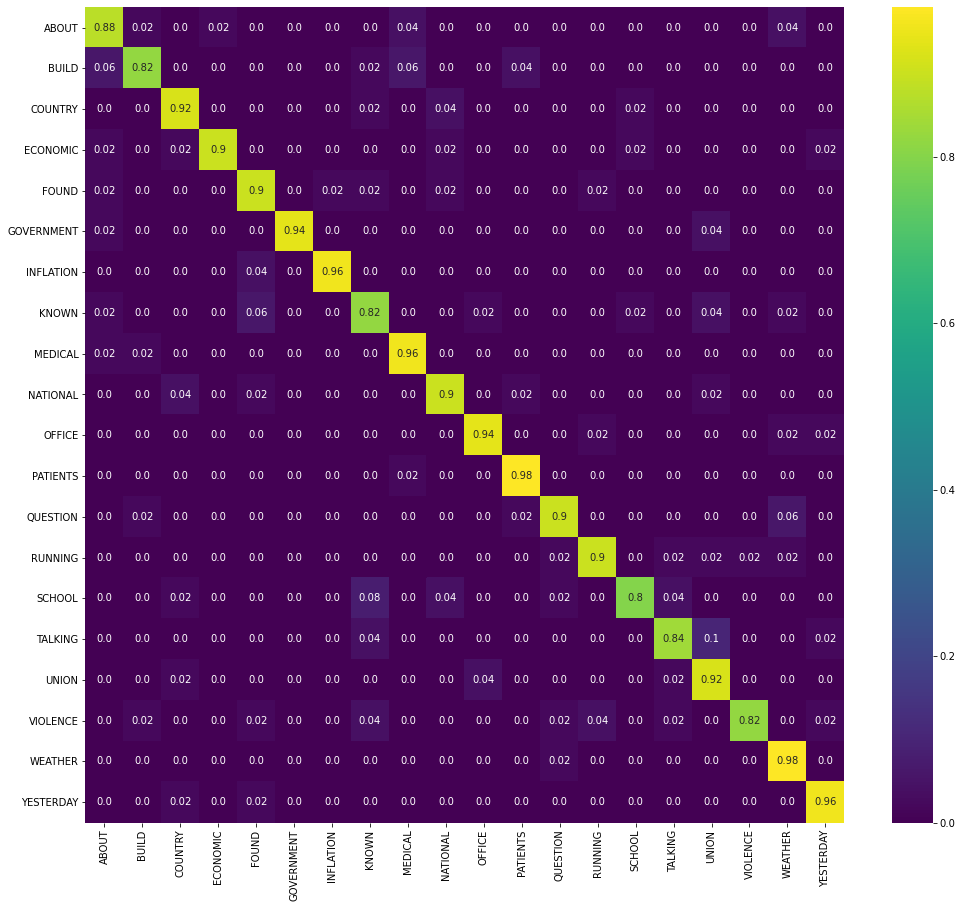 ABOUT 0.88 0.02 0.0 0.02 0.0 0.0 0.0 0.0 0.04 0.0 0.0 0.0 0.0 0.0 0.0 0.0 0.0 0.0 0.04 0.0
BUILD 0.06 0.82 0.0 0.0 0.0 0.0 0.0 0.02 0.06 0.0 0.0 0.04 0.0 0.0 0.0 0.0 0.0 0.0 0.0 0.0
COUNTRY 0.0 0.0 0.92 0.0 0.0 0.0 0.0 0.02 0.0 0.04 0.0 0.0 0.0 0.0 0.02 0.0 0.0 0.0 0.0 0.0
ECONOMIC 0.02 0.0 0.02 0.9 0.0 0.0 0.0 0.0 0.0 0.02 0.0 0.0 0.0 0.0 0.02 0.0 0.0 0.0 0.0 0.02
FOUND 0.02 0.0 0.0 0.0 0.9 0.0 0.02 0.02 0.0 0.02 0.0 0.0 0.0 0.02 0.0 0.0 0.0 0.0 0.0 0.0
GOVERNMENT 0.02 0.0 0.0 0.0 0.0 0.94 0.0 0.0 0.0 0.0 0.0 0.0 0.0 0.0 0.0 0.0 0.04 0.0 0.0 0.0
INFLATION 0.0 0.0 0.0 0.0 0.04 0.0 0.96 0.0 0.0 0.0 0.0 0.0 0.0 0.0 0.0 0.0 0.0 0.0 0.0 0.0
KNOWN 0.02 0.0 0.0 0.0 0.06 0.0 0.0 0.82 0.0 0.0 0.02 0.0 0.0 0.0 0.02 0.0 0.04 0.0 0.02 0.0
MEDICAL 0.02 0.02 0.0 0.0 0.0 0.0 0.0 0.0 0.96 0.0 0.0 0.0 0.0 0.0 0.0 0.0 0.0 0.0 0.0 0.0
NATIONAL 0.0 0.0 0.04 0.0 0.02 0.0 0.0 0.0 0.0 0.9 0.0 0.02 0.0 0.0 0.0 0.0 0.02 0.0 0.0 0.0
OFFICE 0.0 0.0 0.0 0.0 0.0 0.0 0.0 0.0 0.0 0.0 0.94 0.0 0.0 0.02 0.0 0.0 0.0 0.0 0.02 0.02
PATIENTS 0.0 0.0 0.0 0.0 0.0 0.0 0.0 0.0 0.02 0.0 0.0 0.98 0.0 0.0 0.0 0.0 0.0 0.0 0.0 0.0
QUESTION 0.0 0.02 0.0 0.0 0.0 0.0 0.0 0.0 0.0 0.0 0.0 0.02 0.9 0.0 0.0 0.0 0.0 0.0 0.06 0.0
RUNNING 0.0 0.0 0.0 0.0 0.0 0.0 0.0 0.0 0.0 0.0 0.0 0.0 0.02 0.9 0.0 0.02 0.02 0.02 0.02 0.0
SCHOOL 0.0 0.0 0.02 0.0 0.0 0.0 0.0 0.08 0.0 0.04 0.0 0.0 0.02 0.0 0.8 0.04 0.0 0.0 0.0 0.0
TALKING 0.0 0.0 0.0 0.0 0.0 0.0 0.0 0.04 0.0 0.0 0.0 0.0 0.0 0.0 0.0 0.84 0.1 0.0 0.0 0.02
UNION 0.0 0.0 0.02 0.0 0.0 0.0 0.0 0.0 0.0 0.0 0.04 0.0 0.0 0.0 0.0 0.02 0.92 0.0 0.0 0.0
VIOLENCE 0.0 0.02 0.0 0.0 0.02 0.0 0.0 0.04 0.0 0.0 0.0 0.0 0.02 0.04 0.0 0.02 0.0 0.82 0.0 0.02
WEATHER 0.0 0.0 0.0 0.0 0.0 0.0 0.0 0.0 0.0 0.0 0.0 0.0 0.02 0.0 0.0 0.0 0.0 0.0 0.98 0.0
YESTERDAY 0.0 0.0 0.02 0.0 0.02 0.0 0.0 0.0 0.0 0.0 0.0 0.0 0.0 0.0 0.0 0.0 0.0 0.0 0.0 0.96
ABOUT BUILD COUNTRY ECONOMIC FOUND GOVERNMENT INFLATION KNOWN MEDICAL NATIONAL OFFICE PATIENTS QUESTION RUNNING SCHOOL TALKING UNION VIOLENCE WEATHER YESTERDAY
0.8
0.6
0.4
0.2
0.0